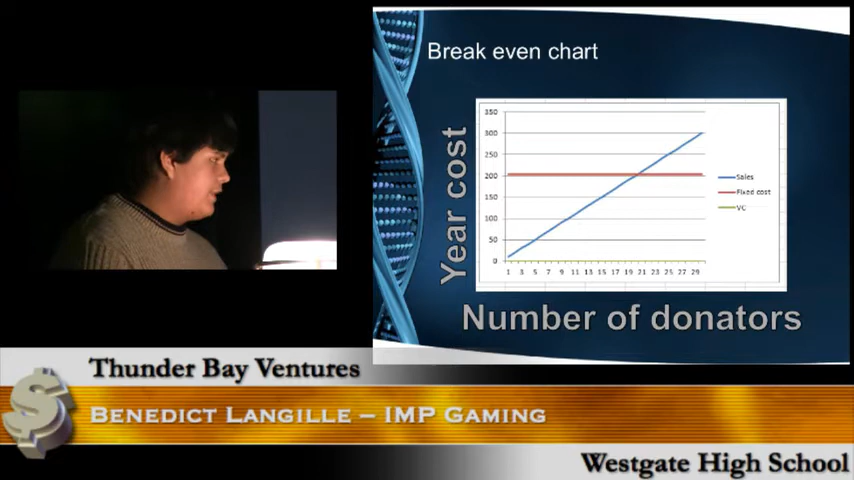 Break even chart
Year cost
350
300
250
200
150
100
50
0
1 3 5 7 9 11 13 15 17 19 21 23 25 27 29
Sales
Fixed cost
VC
Number of donators
Thunder Bay Ventures
$
BENEDICT LANGILLE – IMP GAMING
Westgate High School